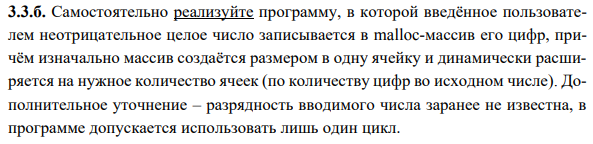 3.3.б. Самостоятельно реализуйте программу, в которой введённое пользовате-
лем неотрицательное целое число записывается в malloc-массив его цифр, при-
чём изначально массив создаётся размером в одну ячейку и динамически расши-
ряется на нужное количество ячеек (по количеству цифр во исходном числе). До-
полнительное уточнение – разрядность вводимого числа заранее не известна, в
программе допускается использовать лишь один цикл.